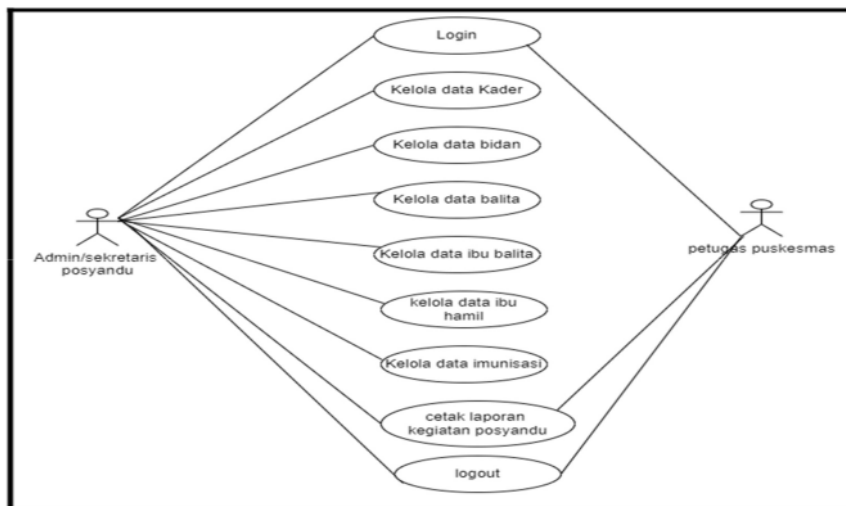 Login
Kelola data Kader
Kelola data bidan
Kelola data balita
Admin/sekretaris
posyandu
petugas puskesmas
Kelola data ibu balita
kelola data ibu
hamil
Kelola data imunisasi
cetak laporan
kegiatan posyandu
logout